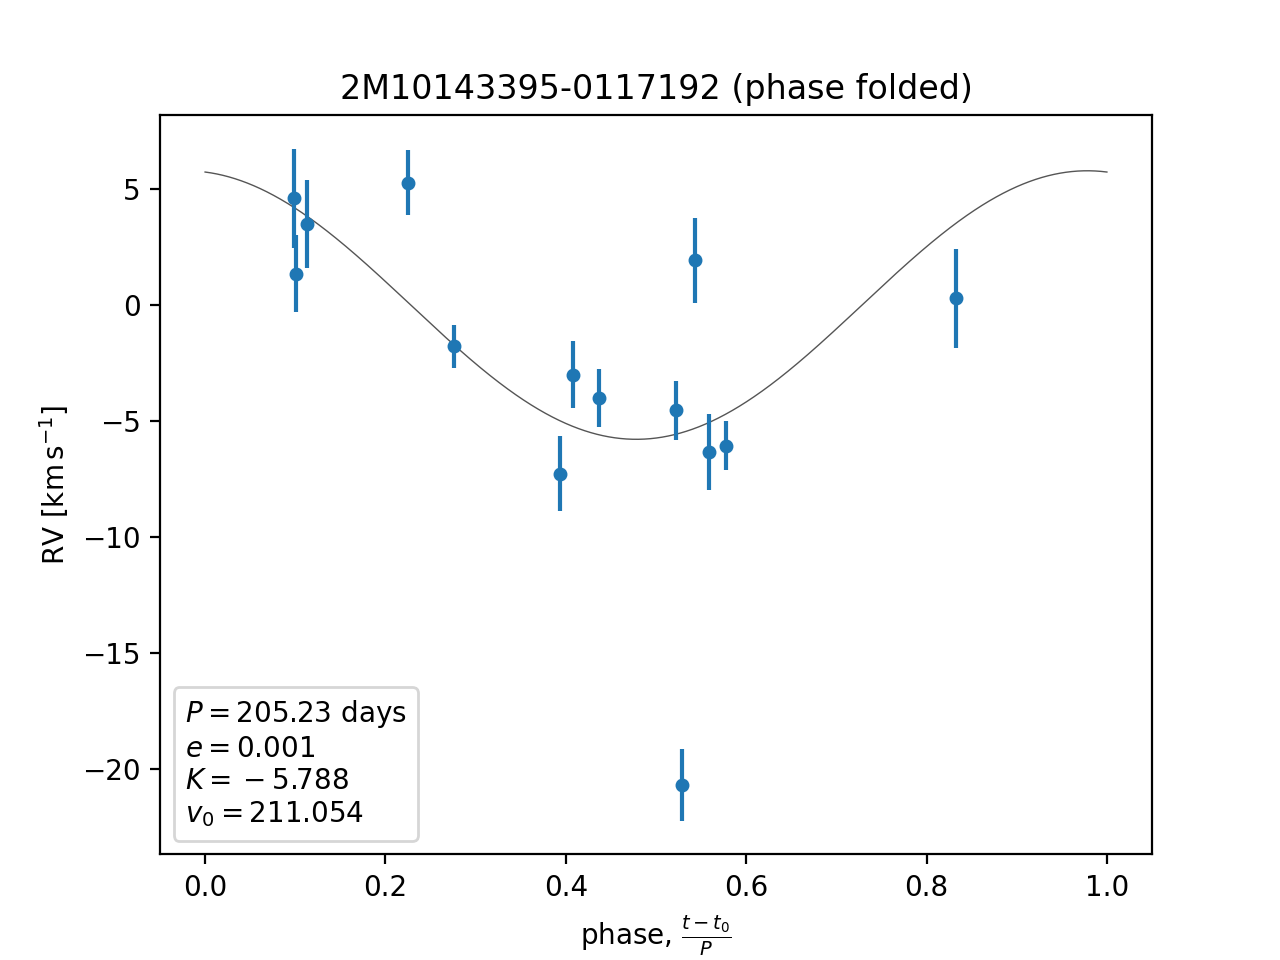 2M10143395-0117192 (phase folded)
RV [km s⁻¹]
5
0
−5
−10
−15
−20
P = 205.23 days
e = 0.001
K = −5.788
v₀ = 211.054
0.0 0.2 0.4 0.6 0.8 1.0
phase, (t − t₀)/P